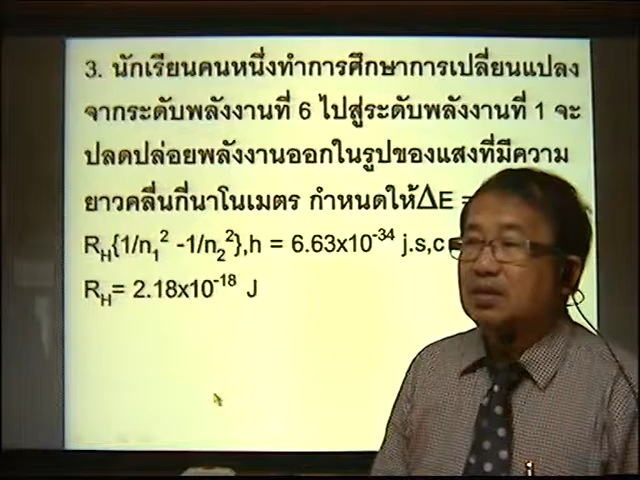 3. นักเรียนคนหนึ่งทำการศึกษาการเปลี่ยนแปลง
จากระดับพลังงานที่ 6 ไปสู่ระดับพลังงานที่ 1 จะ
ปลดปล่อยพลังงานออกในรูปของแสงที่มีความ
ยาวคลื่นกี่นาโนเมตร กำหนดให้ΔE =
R_H{1/n₁² -1/n₂²},h = 6.63x10⁻³⁴ j.s,c
R_H= 2.18x10⁻¹⁸ J